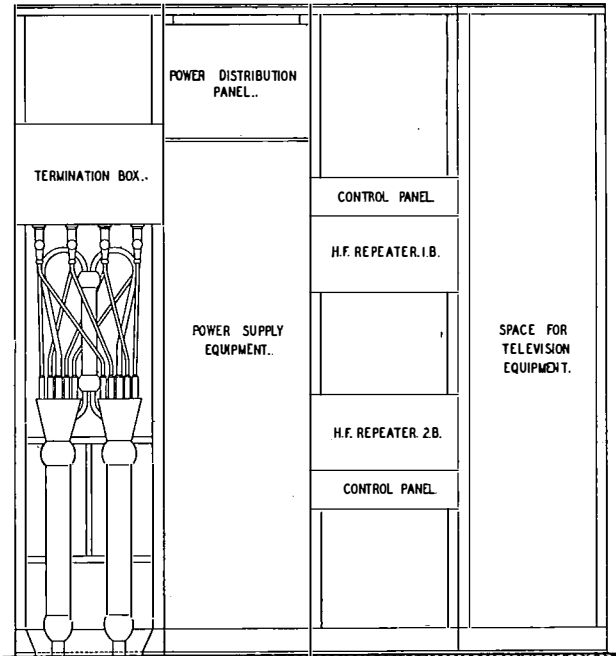 POWER DISTRIBUTION
PANEL..
TERMINATION BOX..
CONTROL PANEL.
H.F. REPEATER. 1.B.
POWER SUPPLY
EQUIPMENT..
SPACE FOR
TELEVISION
EQUIPMENT.
H.F. REPEATER. 2.B.
CONTROL PANEL.